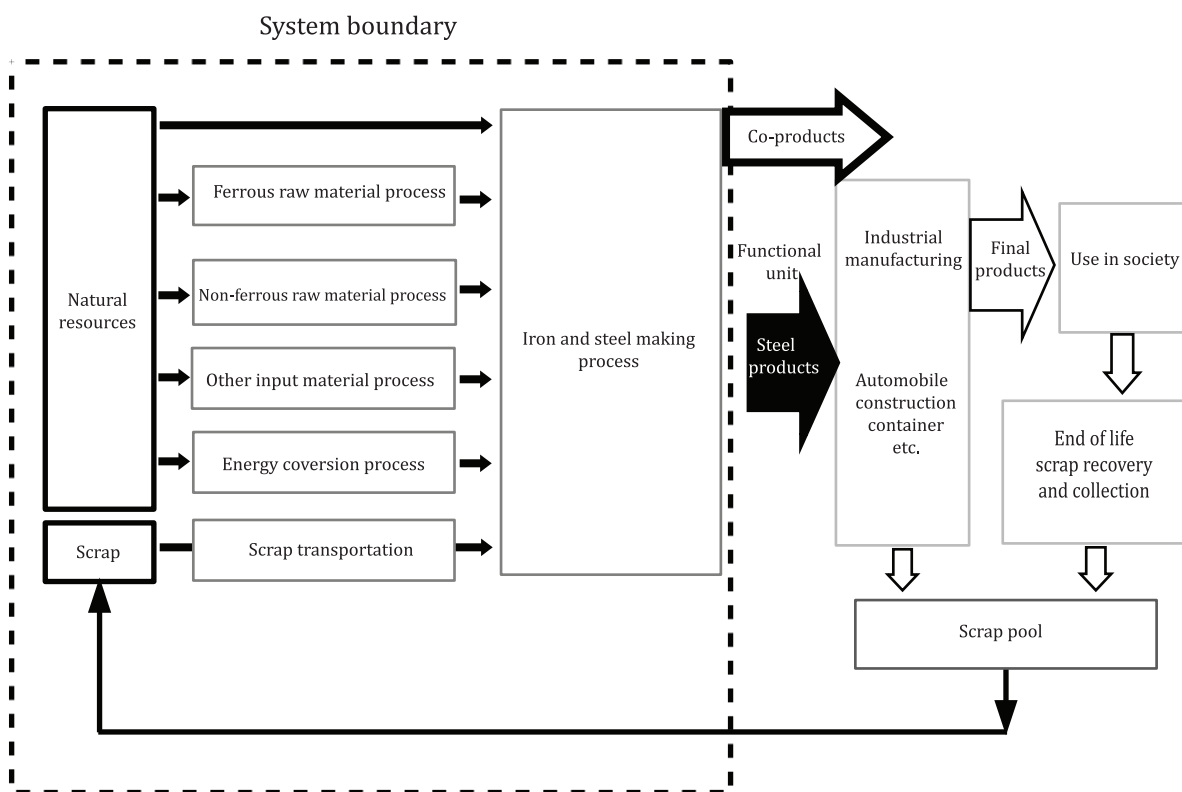 System boundary
Natural
resources
Ferrous raw material process
Non-ferrous raw material process
Other input material process
Energy coversion process
Scrap
Scrap transportation
Iron and steel making
process
Co-products
Functional
unit
Steel
products
Industrial
manufacturing
Automobile
construction
container
etc.
Final
products
Use in society
End of life
scrap recovery
and collection
Scrap pool